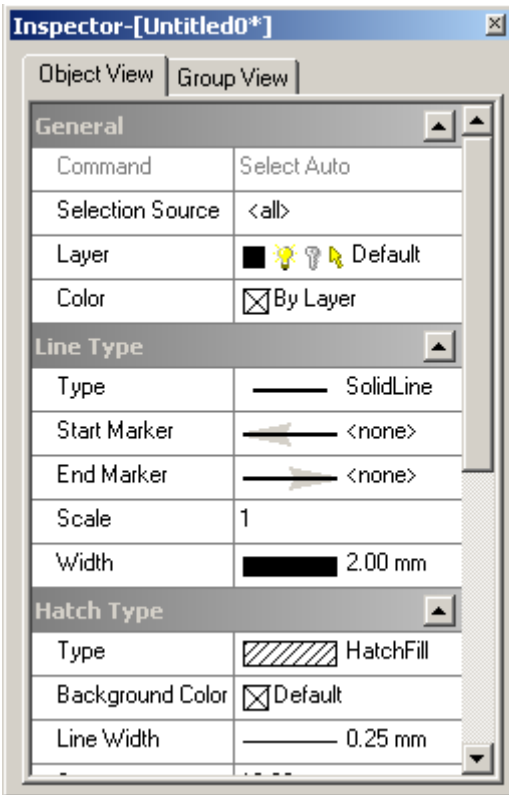 Inspector-[Untitled0*]
Object View Group View
General
Command Select Auto
Selection Source <all>
Layer Default
Color By Layer
Line Type
Type SolidLine
Start Marker <none>
End Marker <none>
Scale 1
Width 2.00 mm
Hatch Type
Type HatchFill
Background Color Default
Line Width 0.25 mm